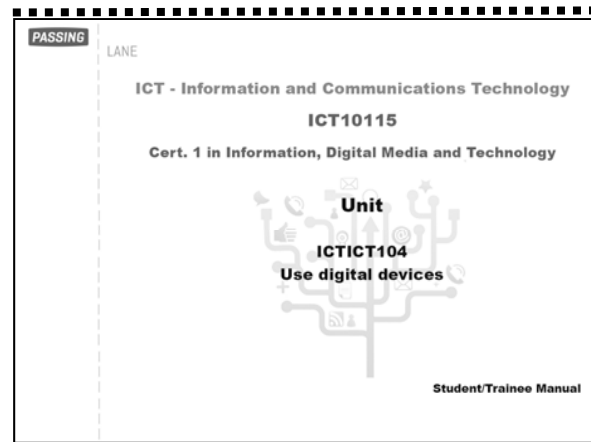 PASSING
LANE
ICT - Information and Communications Technology
ICT10115
Cert. 1 in Information, Digital Media and Technology
Unit
ICTICT104
Use digital devices
Student/Trainee Manual